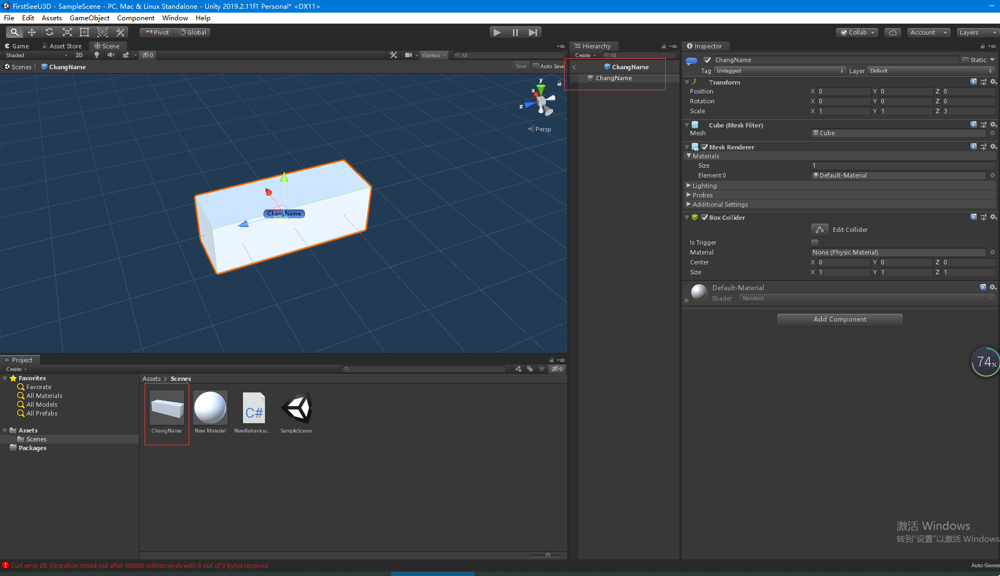 FirstSeeU3D - SampleScene - PC, Mac & Linux Standalone - Unity 2019.2.11f1 Personal* <DX11>
File Edit Assets GameObject Component Window Help
Pivot Global
Collab Account Layers
Game Asset Store Scene
Shaded 2D 0 Gizmos All
Scenes ChangName Save Auto Save
y
x
z
Persp
ChangName
Hierarchy
Create All
ChangName
ChangName
Inspector
ChangName Static
Tag Untagged Layer Default
Transform
Position X 0 Y 0 Z 0
Rotation X 0 Y 0 Z 0
Scale X 1 Y 1 Z 3
Cube (Mesh Filter)
Mesh Cube
Mesh Renderer
Materials
Size 1
Element 0 Default-Material
Lighting
Probes
Additional Settings
Box Collider
Edit Collider
Is Trigger
Material None (Physic Material)
Center X 0 Y 0 Z 0
Size X 1 Y 1 Z 1
Default-Material
Shader Standard
Add Component
74%
Project
Create 9
Favorites
Favorate
All Materials
All Models
All Prefabs
Assets
Scenes
Packages
Assets > Scenes
C#
ChangName New Material NewBehaviou... SampleScene
激活 Windows
转到"设置"以激活 Windows
Curl error 28: Operation timed out after 300000 milliseconds with 0 out of 0 bytes received
Auto Genera